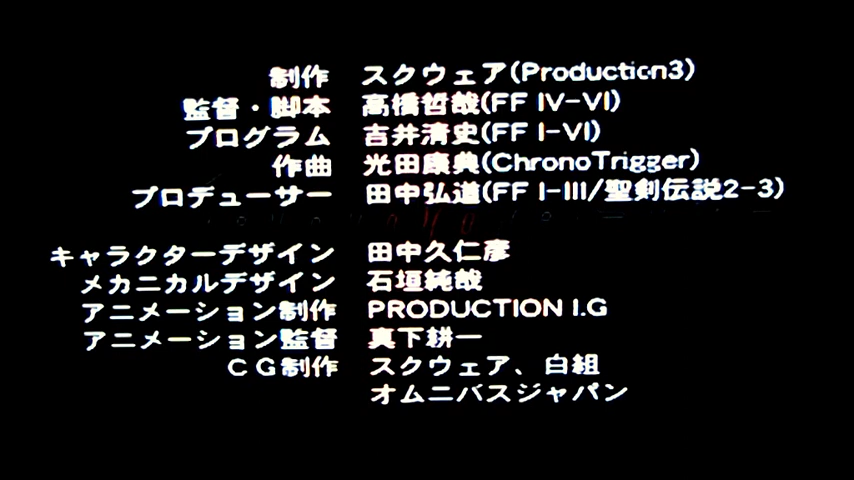 制作 スクウェア(Production3)
監督・脚本 高橋哲哉(FF IV-VI)
プログラム 吉井清史(FF I-VI)
作曲 光田康典(ChronoTrigger)
プロデューサー 田中弘道(FF I-III/聖剣伝説2-3)
キャラクターデザイン 田中久仁彦
メカニカルデザイン 石垣純哉
アニメーション制作 PRODUCTION I.G
アニメーション監督 真下耕一
CG制作 スクウェア、白組
オムニバスジャパン